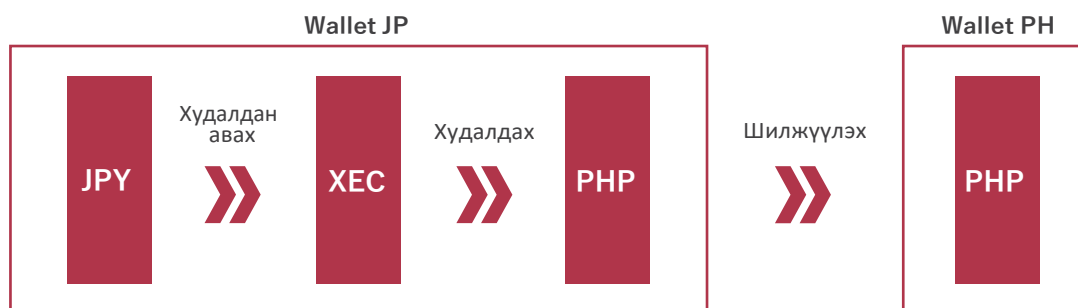 Wallet JP
Wallet PH
Худалдан
авах
Худалдах
Шилжүүлэх
JPY
XEC
PHP
PHP